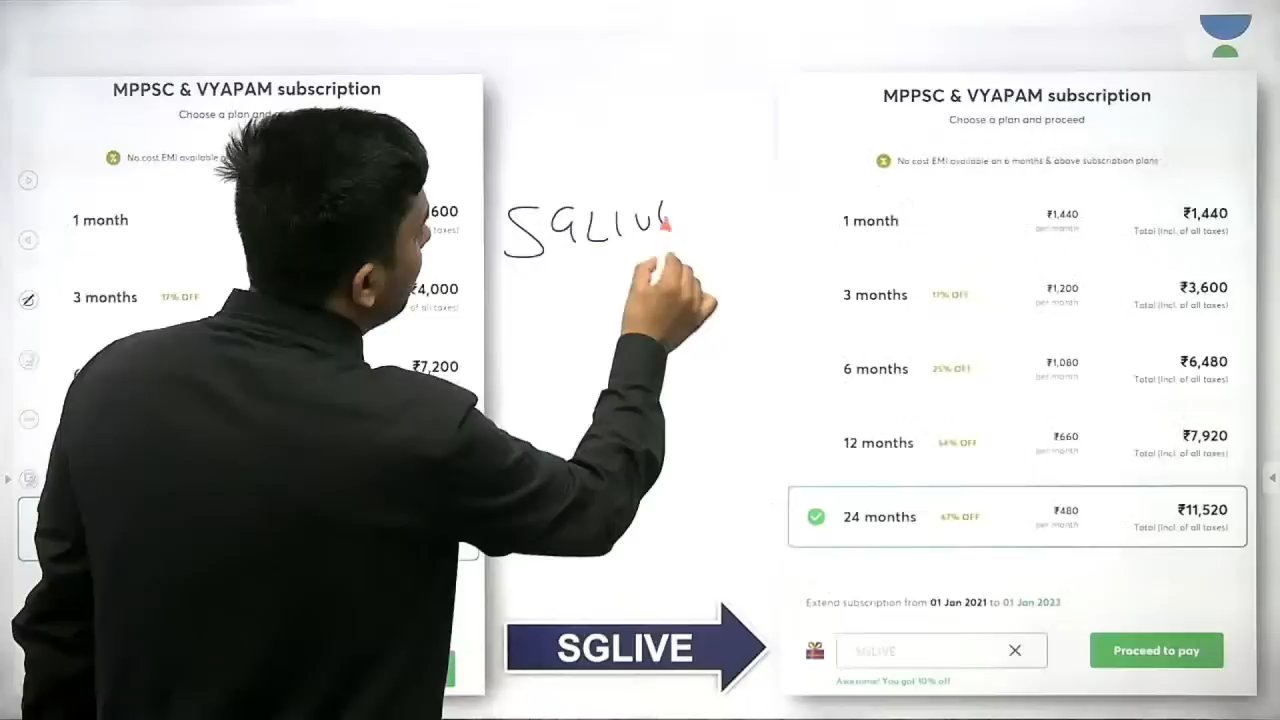 MPPSC & VYAPAM subscription
Choose a plan and
No cost EMI available
1 month
600
taxes)
3 months 17% OFF
₹4,000
of all taxes)
₹7,200
SGLIV
SGLIVE
MPPSC & VYAPAM subscription
Choose a plan and proceed
No cost EMI available on 6 months & above subscription plans
1 month ₹1,440 ₹1,440
per month Total (Incl. of all taxes)
3 months 17% OFF ₹1,200 ₹3,600
per month Total (Incl. of all taxes)
6 months 25% OFF ₹1,080 ₹6,480
per month Total (Incl. of all taxes)
12 months 54% OFF ₹660 ₹7,920
per month Total (Incl. of all taxes)
24 months 67% OFF ₹480 ₹11,520
per month Total (Incl. of all taxes)
Extend subscription from 01 Jan 2021 to 01 Jan 2023
SGLIVE
Proceed to pay
Awesome! You got 10% off